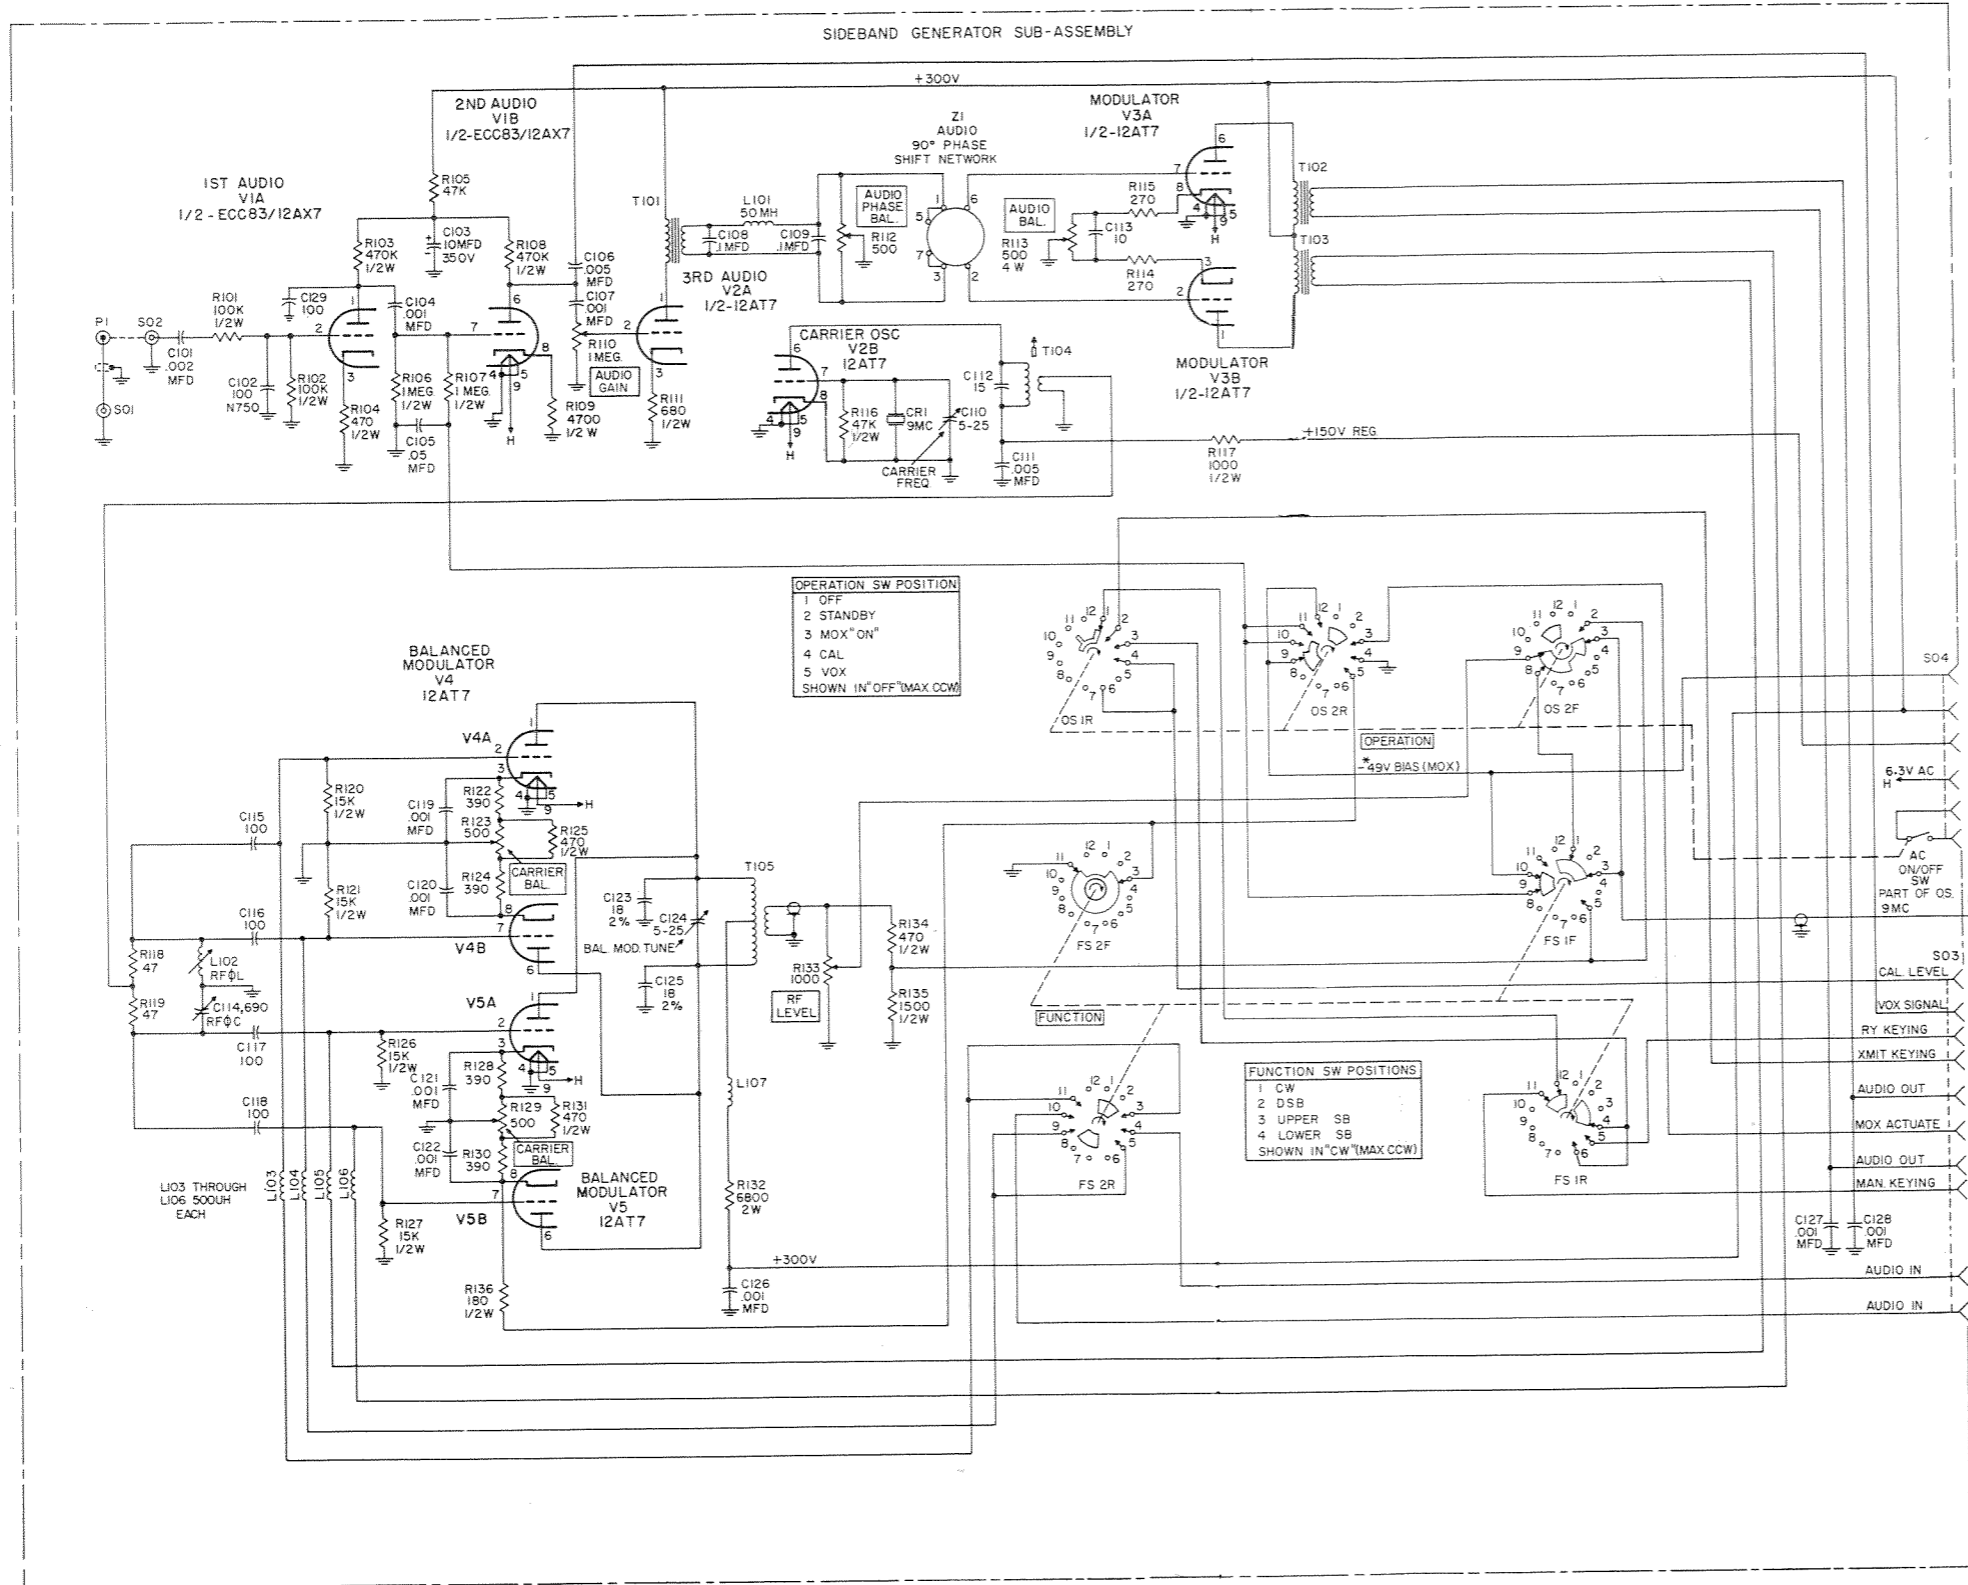 SIDEBAND GENERATOR SUB-ASSEMBLY
+300V
2ND AUDIO
V1B
1/2-ECC83/12AX7
1ST AUDIO
V1A
1/2 - ECC83/12AX7
R105
47K
R103
470K
1/2W
C103
10MFD
350V
R108
470K
1/2W
C106
.005
MFD
C107
.001
MFD
R110
1 MEG.
AUDIO
GAIN
P1
SO2
SO1
C101
.002
MFD
R101
100K
1/2W
C129
100
C102
100
N750
R102
100K
1/2W
R104
470
1/2W
C104
.001
MFD
R106
1 MEG.
1/2W
R107
1 MEG.
1/2W
C105
.05
MFD
R109
4700
1/2 W
H
T101
3RD AUDIO
V2A
1/2-12AT7
R111
680
1/2W
L101
50 MH
C108
.1MFD
C109
.1MFD
AUDIO
PHASE
BAL.
R112
500
Z1
AUDIO
90° PHASE
SHIFT NETWORK
1
6
5
7
3
2
AUDIO
BAL.
R113
500
4 W
C113
10
R115
270
R114
270
MODULATOR
V3A
1/2-12AT7
MODULATOR
V3B
1/2-12AT7
T102
T103
H
CARRIER OSC
V2B
12AT7
R116
47K
1/2W
CR1
9MC
C110
5-25
CARRIER
FREQ.
C112
15
T104
C111
.005
MFD
R117
1000
1/2W
+150V REG
OPERATION SW POSITION
1 OFF
2 STANDBY
3 MOX "ON"
4 CAL
5 VOX
SHOWN IN "OFF" (MAX CCW)
OS 1R
OS 2R
OS 2F
OPERATION
*
-49V BIAS (MOX)
BALANCED
MODULATOR
V4
12AT7
V4A
V4B
R120
15K
1/2W
R121
15K
1/2W
C115
100
C116
100
C117
100
C118
100
C119
.001
MFD
C120
.001
MFD
R122
390
R123
500
R124
390
R125
470
1/2W
CARRIER
BAL.
H
R118
47
R119
47
L102
RFΦL
C114,690
RFΦC
V5A
V5B
R126
15K
1/2W
R127
15K
1/2W
C121
.001
MFD
C122
.001
MFD
R128
390
R129
500
R130
390
R131
470
1/2W
CARRIER
BAL.
H
BALANCED
MODULATOR
V5
12AT7
L103 THROUGH
L106 500UH
EACH
L103
L104
L105
L106
R136
180
1/2W
C123
18
2%
C124
5-25
BAL. MOD. TUNE
C125
18
2%
T105
L107
R132
6800
2W
+300V
C126
.001
MFD
R133
1000
RF
LEVEL
R134
470
1/2W
R135
1500
1/2W
FS 2F
FS 1F
FUNCTION
FS 2R
FS 1R
FUNCTION SW POSITIONS
1 CW
2 DSB
3 UPPER SB
4 LOWER SB
SHOWN IN "CW" (MAX CCW)
SO4
6.3V AC
H
AC
ON/OFF
SW
PART OF O.S.
9MC
SO3
CAL. LEVEL
VOX SIGNAL
RY KEYING
XMIT KEYING
AUDIO OUT
MOX ACTUATE
AUDIO OUT
MAN. KEYING
C127
.001
MFD
C128
.001
MFD
AUDIO IN
AUDIO IN